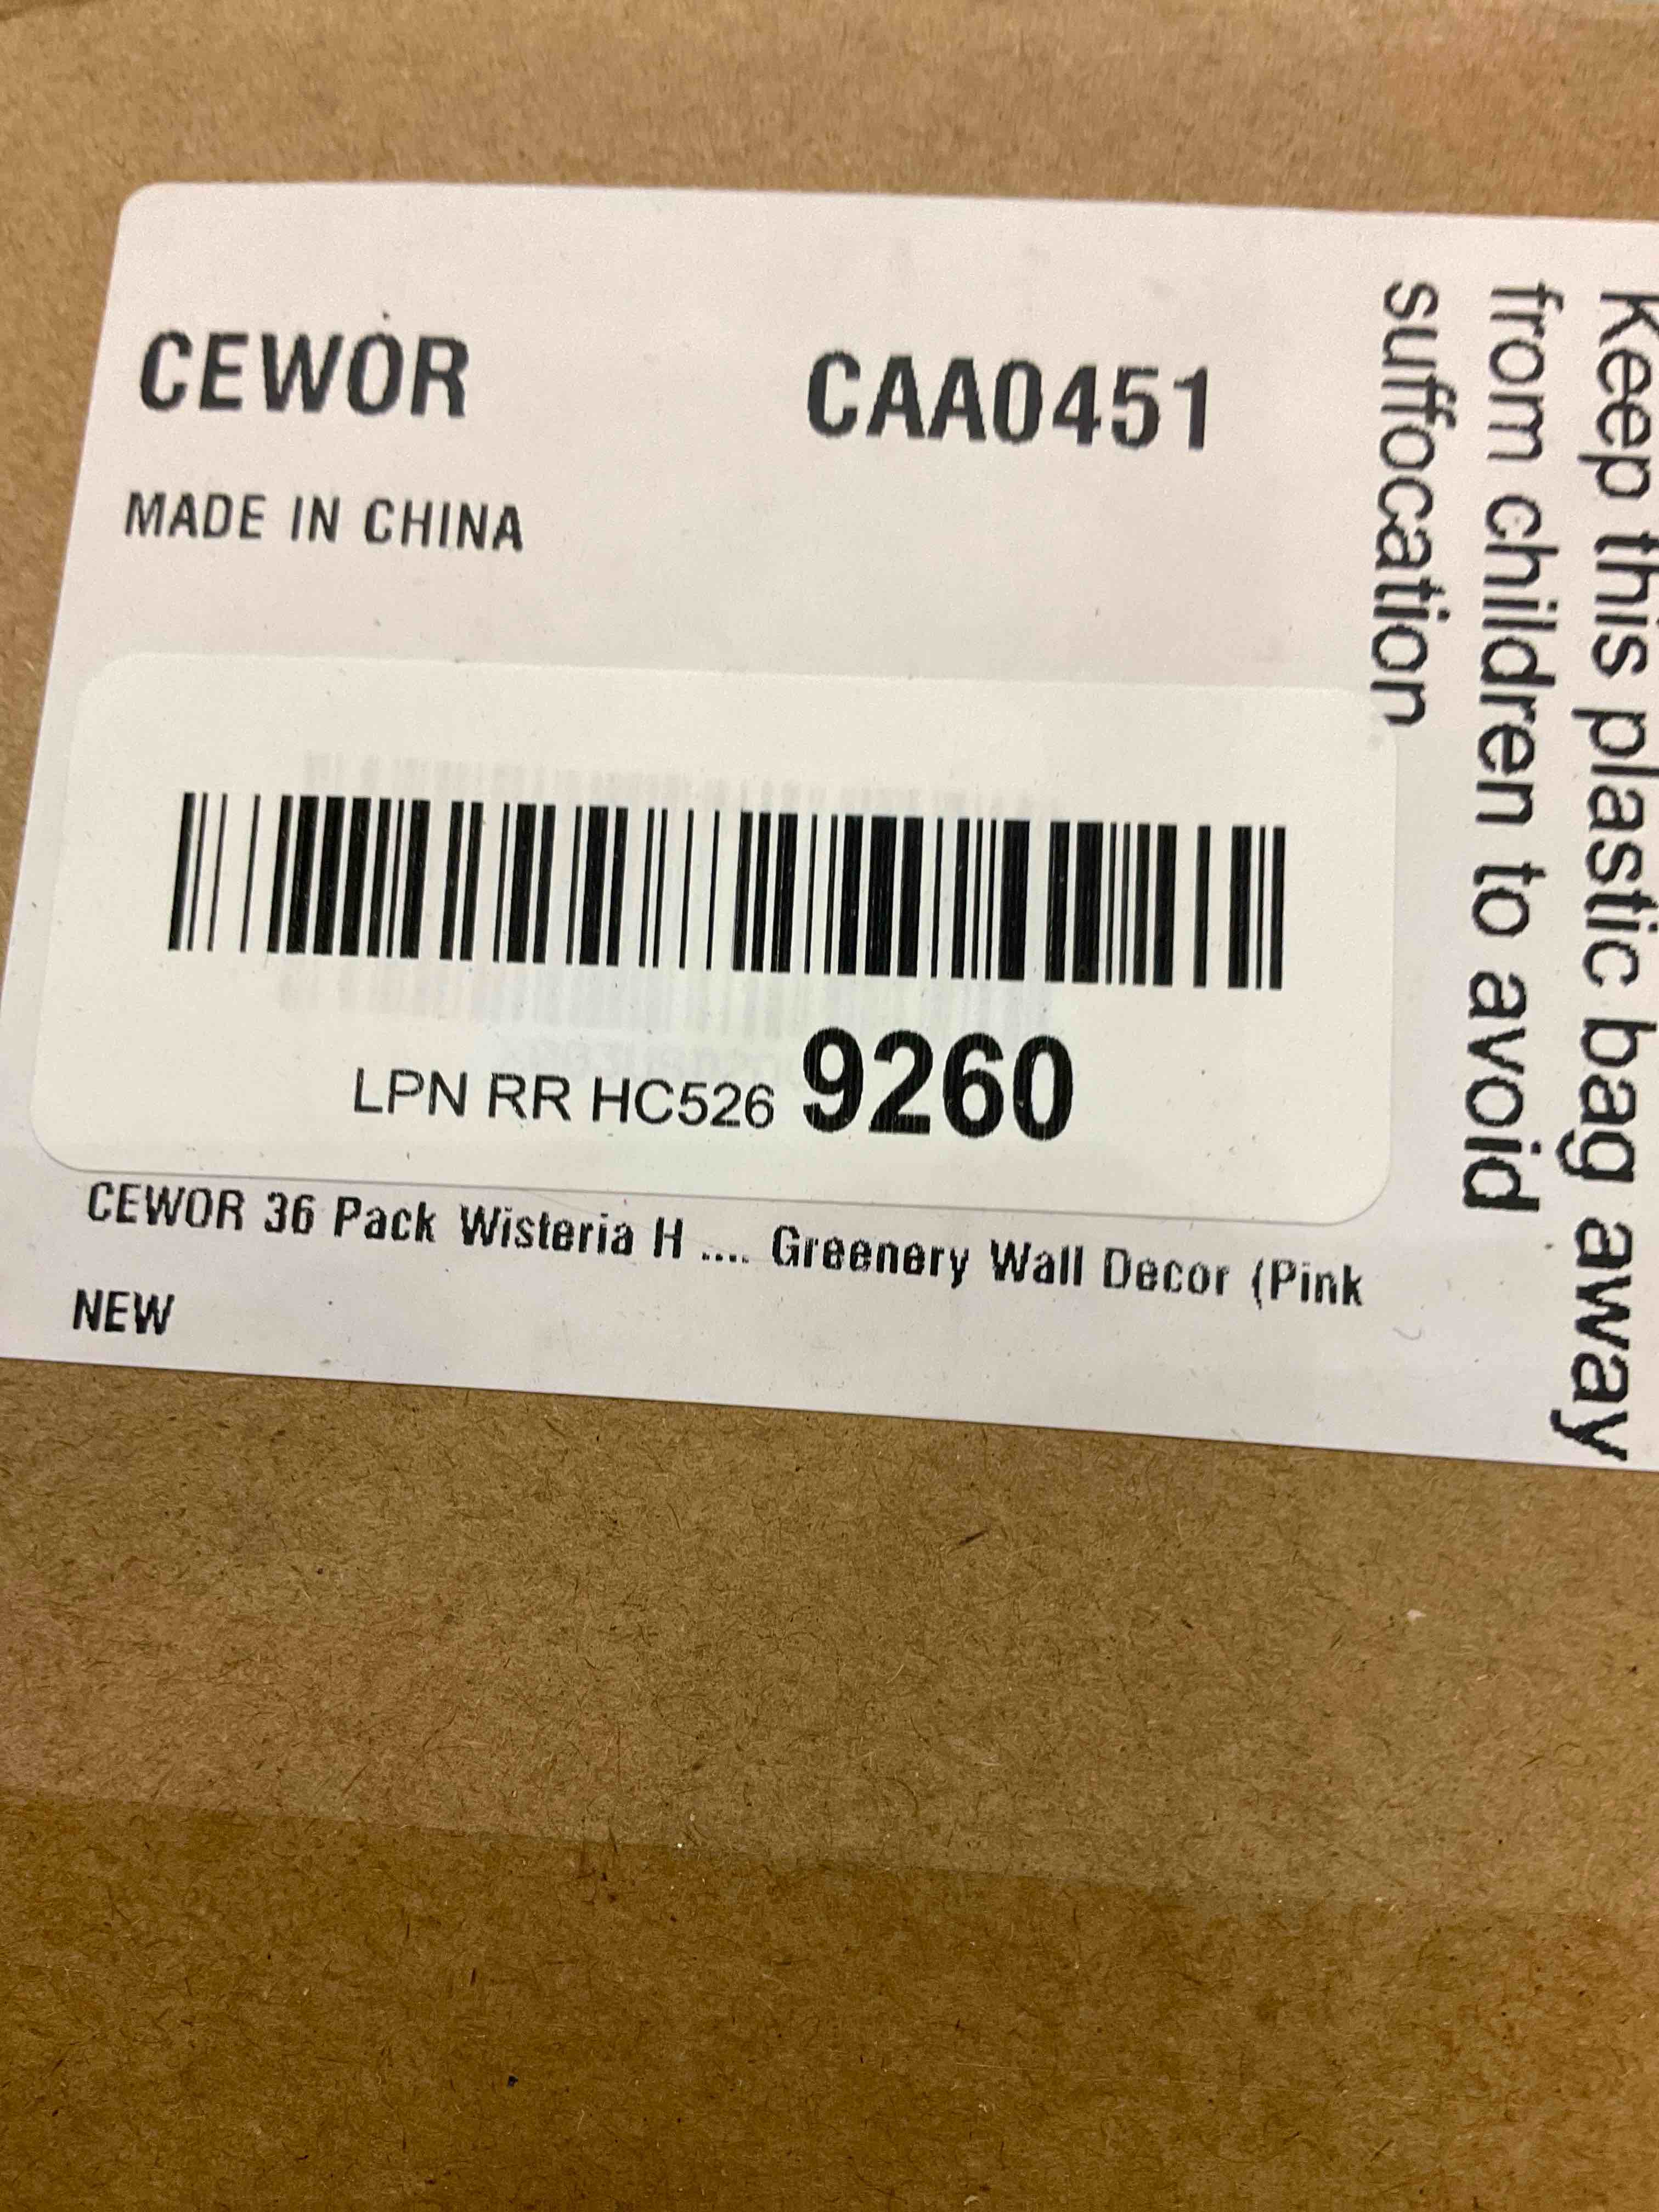 CEWOR CAA0451
MADE IN CHINA
LPN RR HC526 9260
CEWOR 36 Pack Wisteria H .... Greenery Wall Decor (Pink
NEW
Keep this plastic bag away
from children to avoid
suffocation.